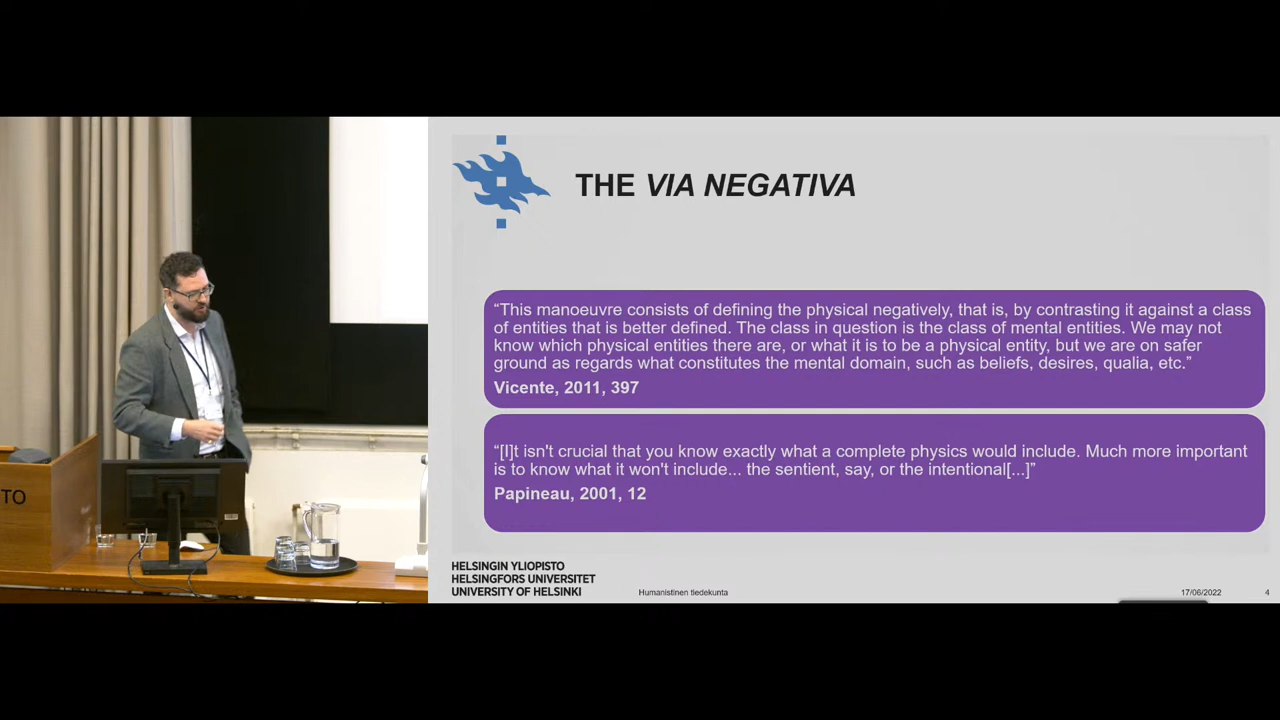 THE VIA NEGATIVA
“This manoeuvre consists of defining the physical negatively, that is, by contrasting it against a class
of entities that is better defined. The class in question is the class of mental entities. We may not
know which physical entities there are, or what it is to be a physical entity, but we are on safer
ground as regards what constitutes the mental domain, such as beliefs, desires, qualia, etc.”
Vicente, 2011, 397
“[I]t isn't crucial that you know exactly what a complete physics would include. Much more important
is to know what it won't include... the sentient, say, or the intentional[...]”
Papineau, 2001, 12
TO
HELSINGIN YLIOPISTO
HELSINGFORS UNIVERSITET
UNIVERSITY OF HELSINKI
Humanistinen tiedekunta
17/06/2022
4